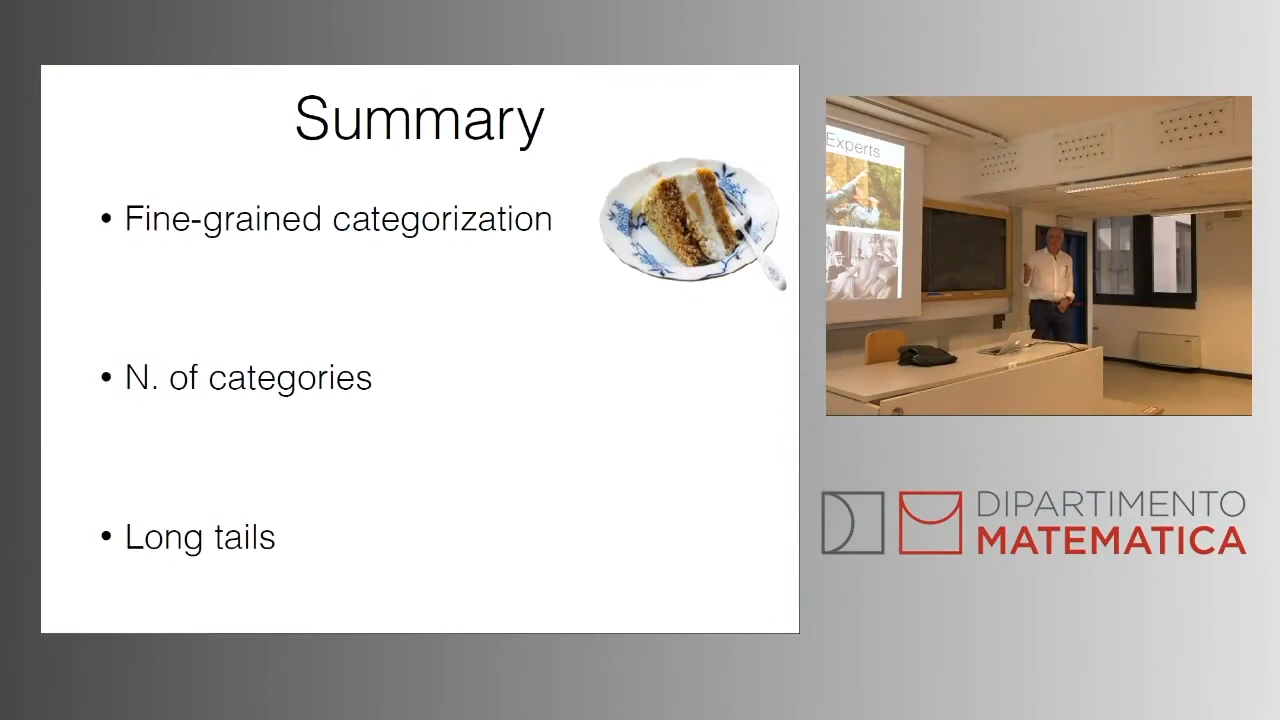 Summary
• Fine-grained categorization
• N. of categories
• Long tails
Experts
DIPARTIMENTO
MATEMATICA